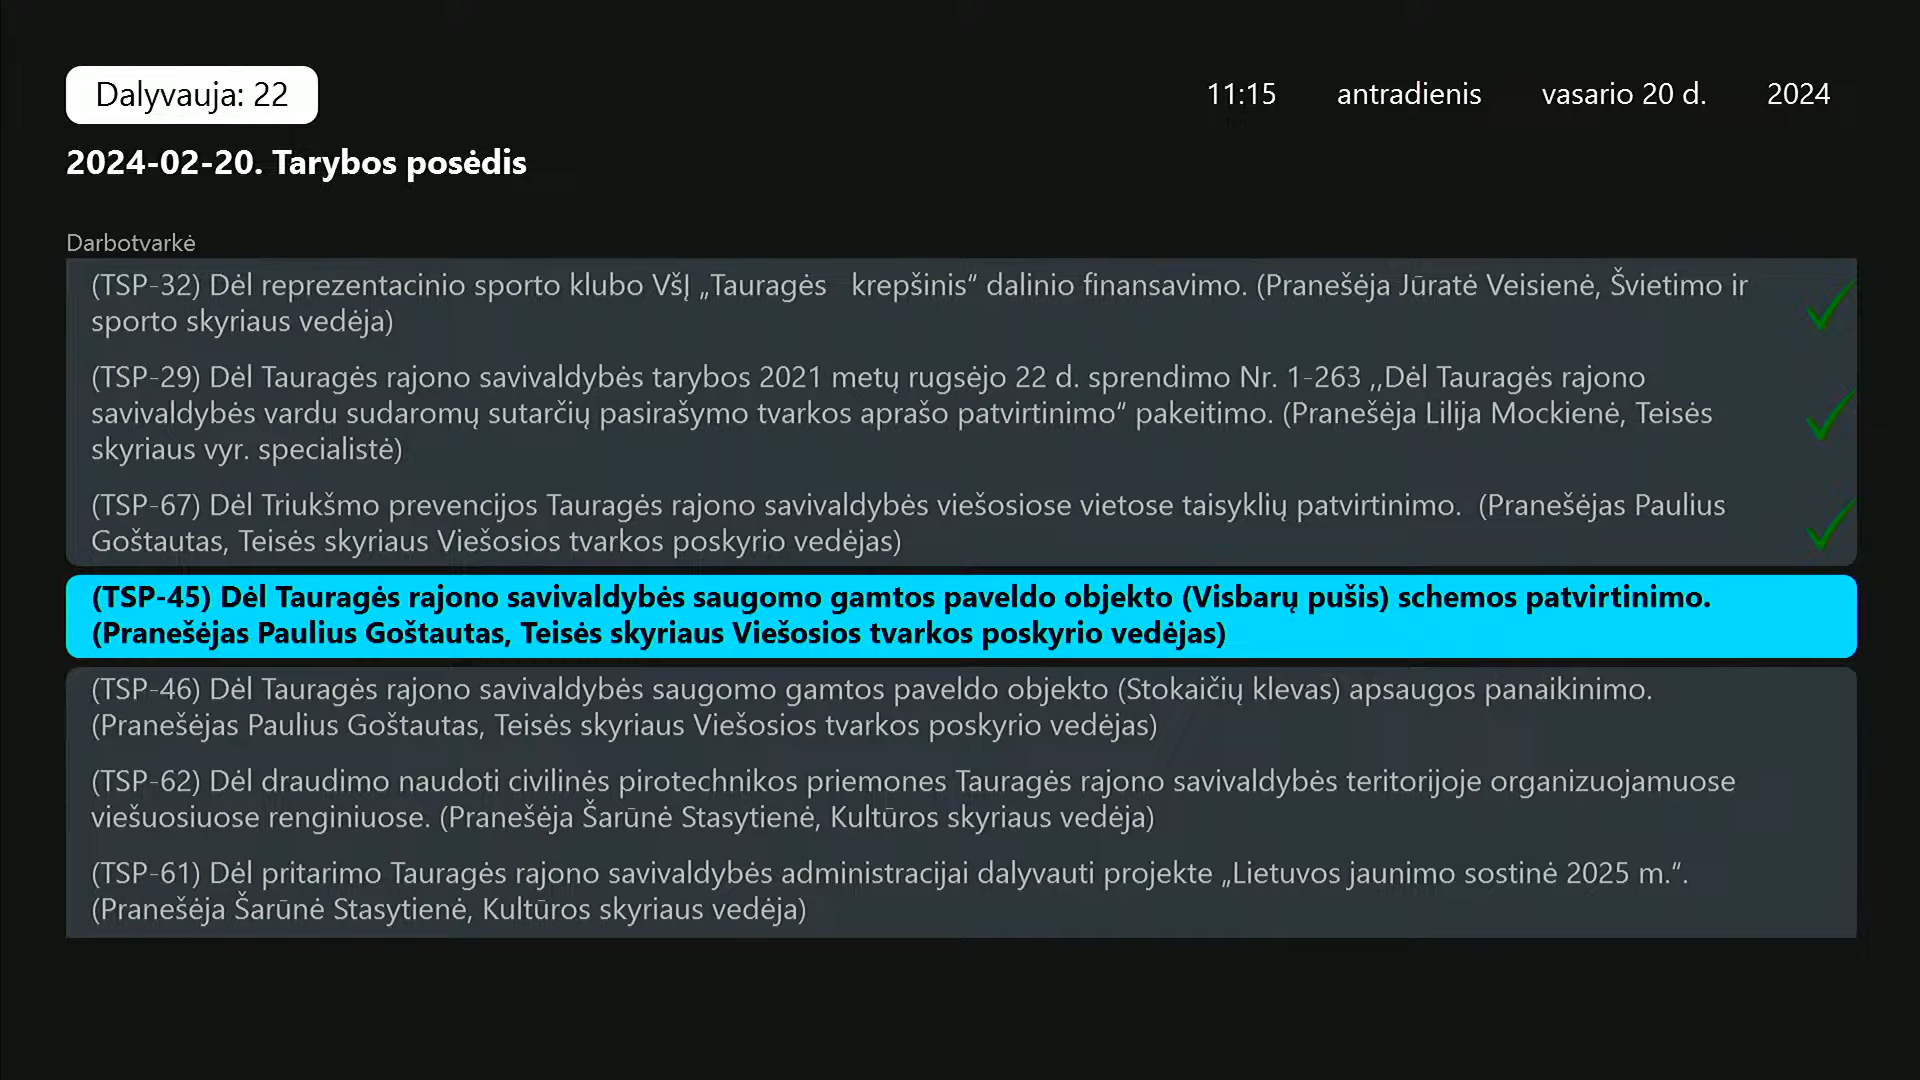 Dalyvauja: 22
11:15 antradienis vasario 20 d. 2024
2024-02-20. Tarybos posėdis
Darbotvarkė
(TSP-32) Dėl reprezentacinio sporto klubo VšĮ „Tauragės krepšinis“ dalinio finansavimo. (Pranešėja Jūratė Veisienė, Švietimo ir
sporto skyriaus vedėja)
(TSP-29) Dėl Tauragės rajono savivaldybės tarybos 2021 metų rugsėjo 22 d. sprendimo Nr. 1-263 ,,Dėl Tauragės rajono
savivaldybės vardu sudaromų sutarčių pasirašymo tvarkos aprašo patvirtinimo“ pakeitimo. (Pranešėja Lilija Mockienė, Teisės
skyriaus vyr. specialistė)
(TSP-67) Dėl Triukšmo prevencijos Tauragės rajono savivaldybės viešosiose vietose taisyklių patvirtinimo. (Pranešėjas Paulius
Goštautas, Teisės skyriaus Viešosios tvarkos poskyrio vedėjas)
(TSP-45) Dėl Tauragės rajono savivaldybės saugomo gamtos paveldo objekto (Visbarų pušis) schemos patvirtinimo.
(Pranešėjas Paulius Goštautas, Teisės skyriaus Viešosios tvarkos poskyrio vedėjas)
(TSP-46) Dėl Tauragės rajono savivaldybės saugomo gamtos paveldo objekto (Stokaičių klevas) apsaugos panaikinimo.
(Pranešėjas Paulius Goštautas, Teisės skyriaus Viešosios tvarkos poskyrio vedėjas)
(TSP-62) Dėl draudimo naudoti civilinės pirotechnikos priemones Tauragės rajono savivaldybės teritorijoje organizuojamuose
viešuosiuose renginiuose. (Pranešėja Šarūnė Stasytienė, Kultūros skyriaus vedėja)
(TSP-61) Dėl pritarimo Tauragės rajono savivaldybės administracijai dalyvauti projekte „Lietuvos jaunimo sostinė 2025 m.“.
(Pranešėja Šarūnė Stasytienė, Kultūros skyriaus vedėja)